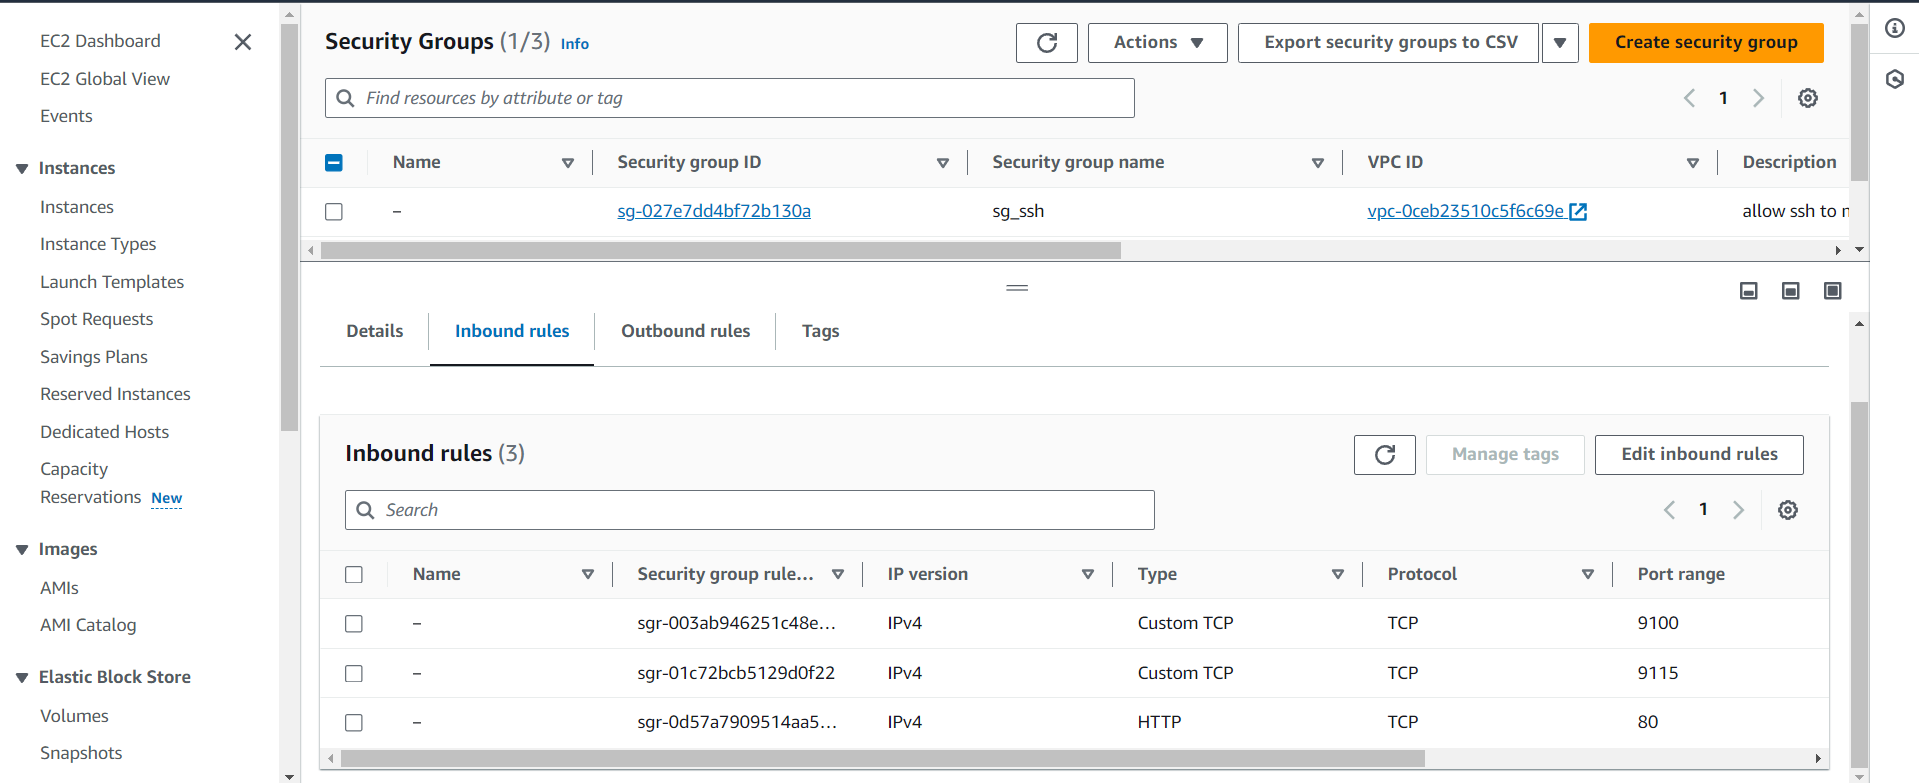 EC2 Dashboard
EC2 Global View
Events
Instances
Instances
Instance Types
Launch Templates
Spot Requests
Savings Plans
Reserved Instances
Dedicated Hosts
Capacity
Reservations New
Images
AMIs
AMI Catalog
Elastic Block Store
Volumes
Snapshots
Security Groups (1/3) Info
Actions
Export security groups to CSV
Create security group
Find resources by attribute or tag
1
Name Security group ID Security group name VPC ID Description
– sg-027e7dd4bf72b130a sg_ssh vpc-0ceb23510c5f6c69e allow ssh to
Details Inbound rules Outbound rules Tags
Inbound rules (3)
Manage tags Edit inbound rules
Search
1
Name Security group rule... IP version Type Protocol Port range
– sgr-003ab946251c48e... IPv4 Custom TCP TCP 9100
– sgr-01c72bcb5129d0f22 IPv4 Custom TCP TCP 9115
– sgr-0d57a7909514aa5... IPv4 HTTP TCP 80